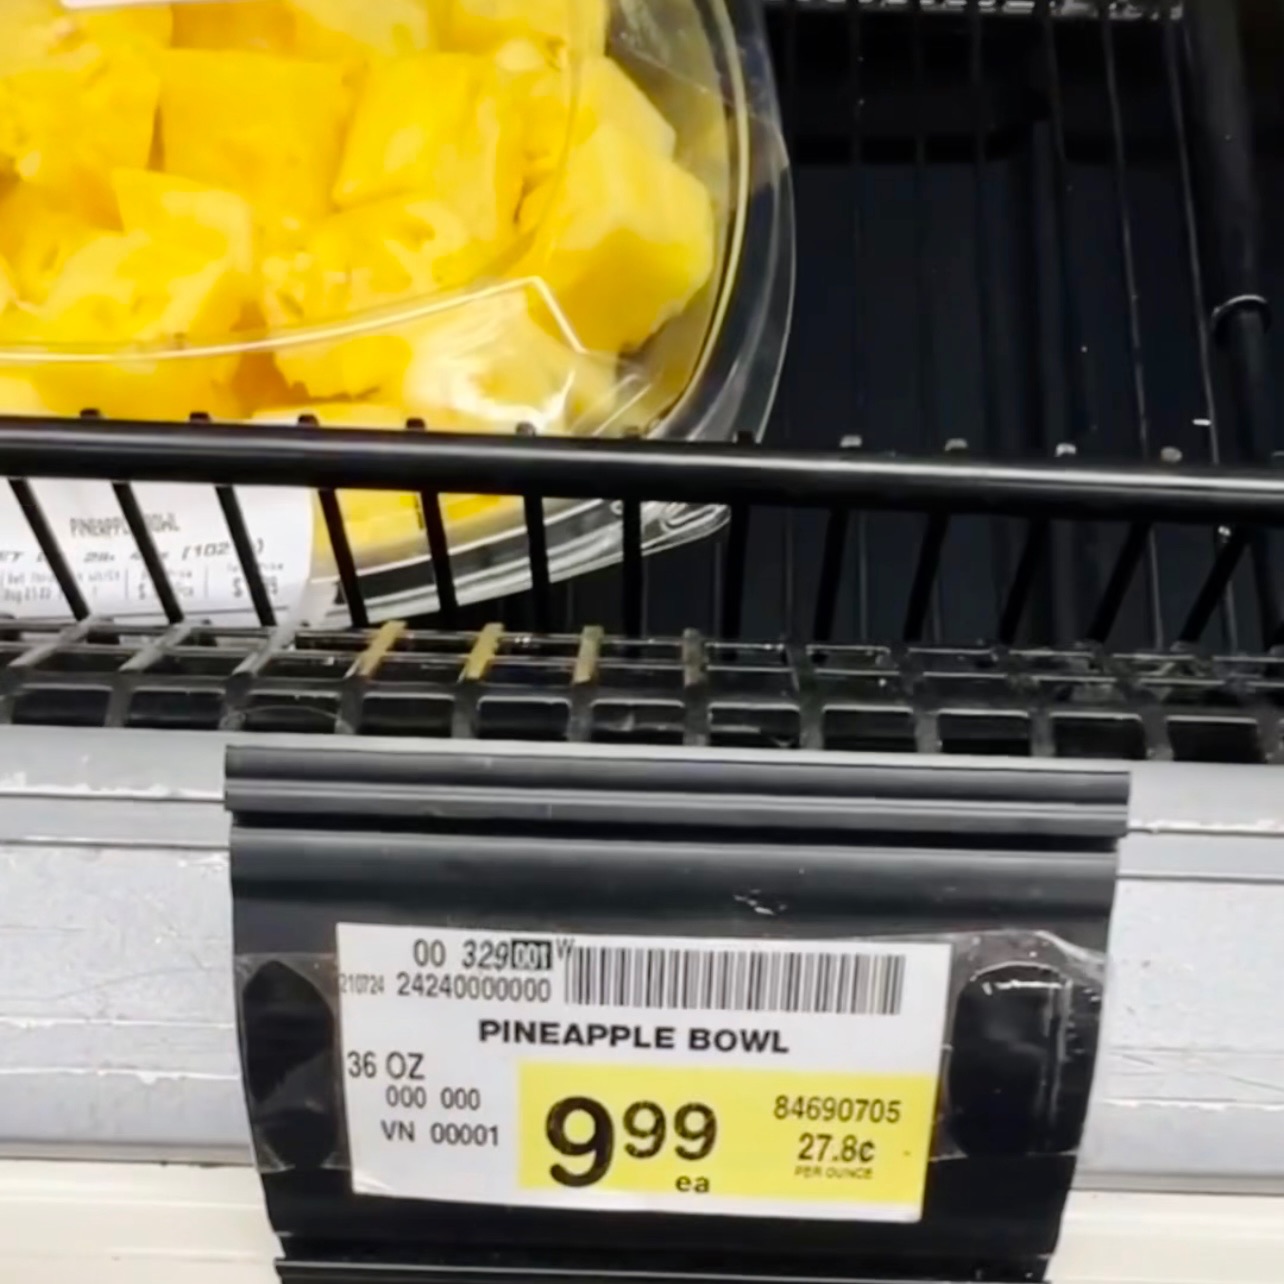 PINEAPPLE BOWL
00 329 001 W
210724 24240000000
PINEAPPLE BOWL
36 OZ
000 000
VN 00001
9 99
ea
84690705
27.8¢
PER OUNCE